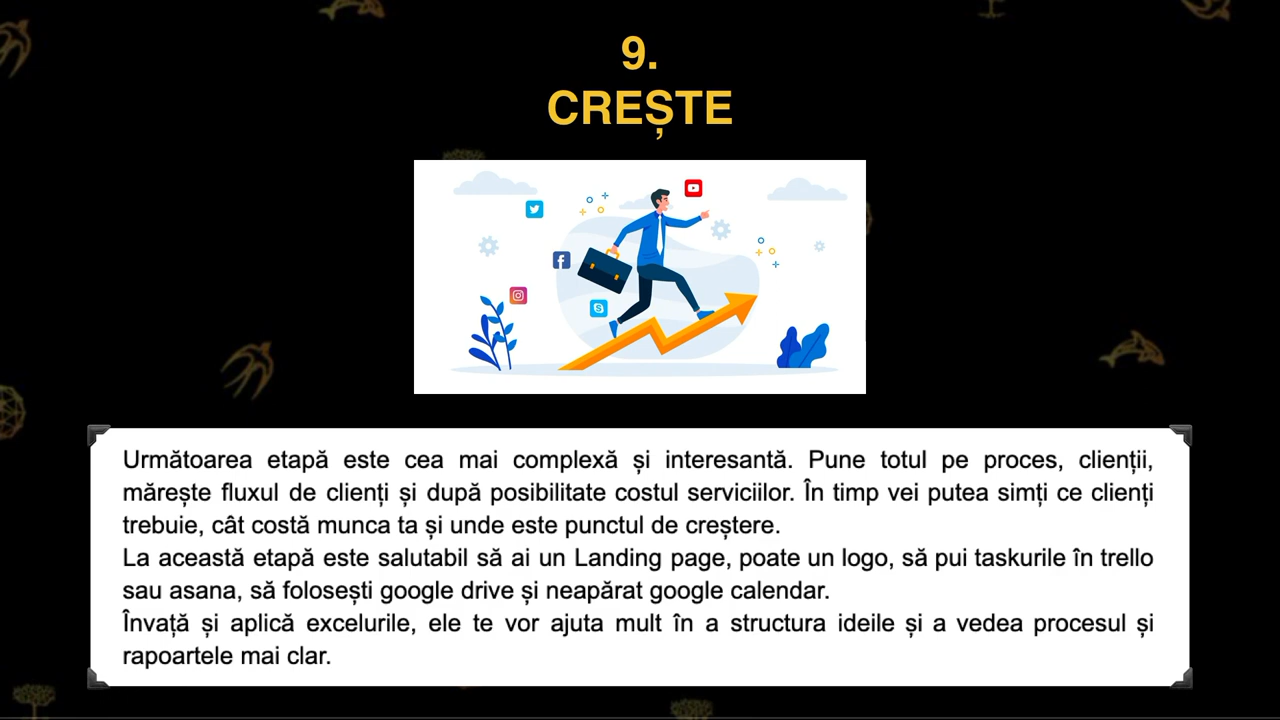 9.
CREȘTE
Următoarea etapă este cea mai complexă și interesantă. Pune totul pe proces, clienții,
mărește fluxul de clienți și după posibilitate costul serviciilor. În timp vei putea simți ce clienți
trebuie, cât costă munca ta și unde este punctul de creștere.
La această etapă este salutabil să ai un Landing page, poate un logo, să pui taskurile în trello
sau asana, să folosești google drive și neapărat google calendar.
Învață și aplică excelurile, ele te vor ajuta mult în a structura ideile și a vedea procesul și
rapoartele mai clar.